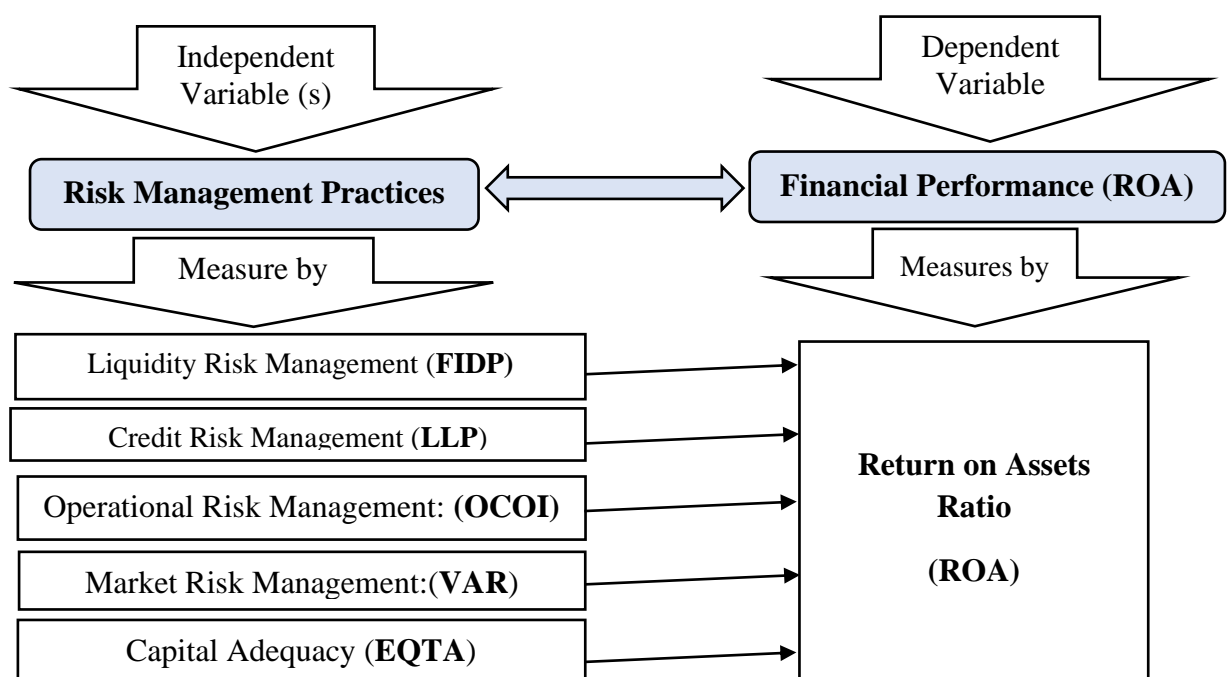 Independent
Variable (s)
Dependent
Variable
Risk Management Practices
Financial Performance (ROA)
Measure by
Measures by
Liquidity Risk Management (FIDP)
Credit Risk Management (LLP)
Operational Risk Management: (OCOI)
Market Risk Management:(VAR)
Capital Adequacy (EQTA)
Return on Assets
Ratio
(ROA)